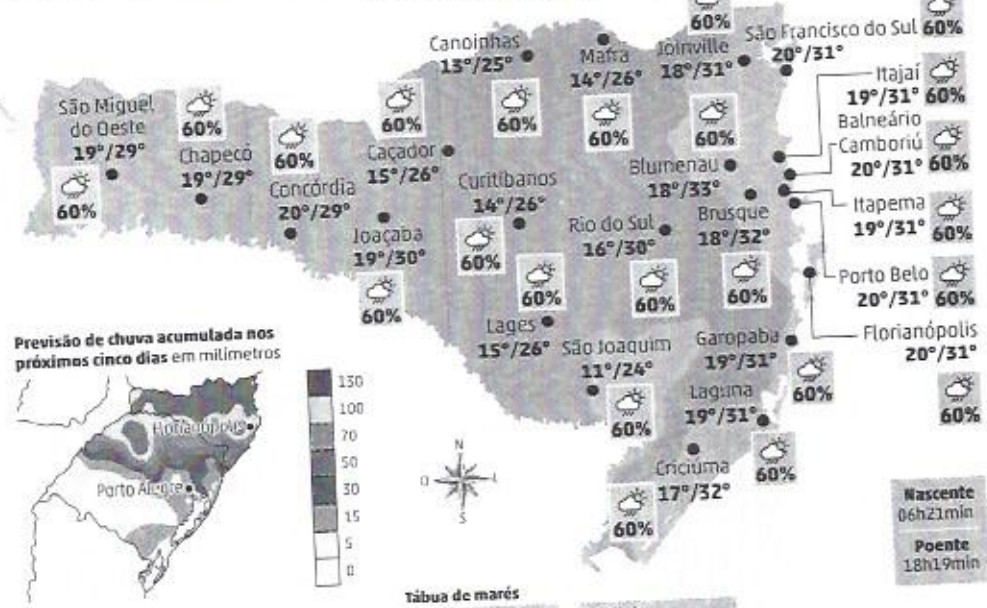 60%
São Francisco do Sul
20°/31°
60%
Canoinhas
13°/25°
60%
Mafra
14°/26°
60%
Joinville
18°/31°
Itajaí
19°/31° 60%
Balneário
Camboriú
20°/31° 60%
Itapema
19°/31° 60%
Porto Belo
20°/31° 60%
Florianópolis
20°/31°
60%
São Miguel
do Oeste
19°/29°
60%
60%
Chapecó
19°/29°
60%
Concórdia
20°/29°
60%
Caçador
15°/26°
Joaçaba
19°/30°
60%
Curitibanos
14°/26°
60%
60%
Blumenau
18°/33°
Brusque
18°/32°
60%
Rio do Sul
16°/30°
60%
60%
Lages
15°/26°
São Joaquim
11°/24°
60%
Garopaba
19°/31°
60%
Laguna
19°/31°
60%
Criciúma
17°/32°
60%
Previsão de chuva acumulada nos
próximos cinco dias em milímetros
130
100
70
50
30
15
5
0
Florianópolis
Porto Alegre
N
O L
S
Nascente
06h21min
Poente
18h19min
Tábua de marés